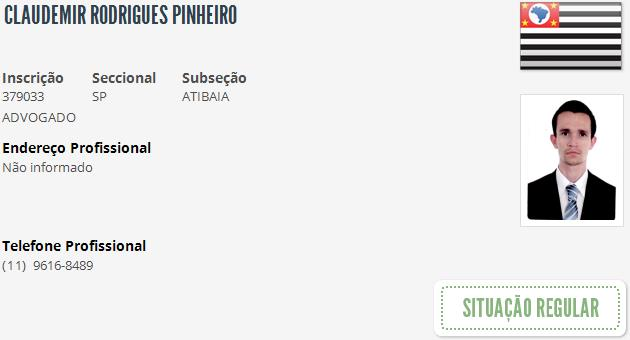 CLAUDEMIR RODRIGUES PINHEIRO
Inscrição Seccional Subseção
379033 SP ATIBAIA
ADVOGADO
Endereço Profissional
Não informado
Telefone Profissional
(11) 9616-8489
SITUAÇÃO REGULAR